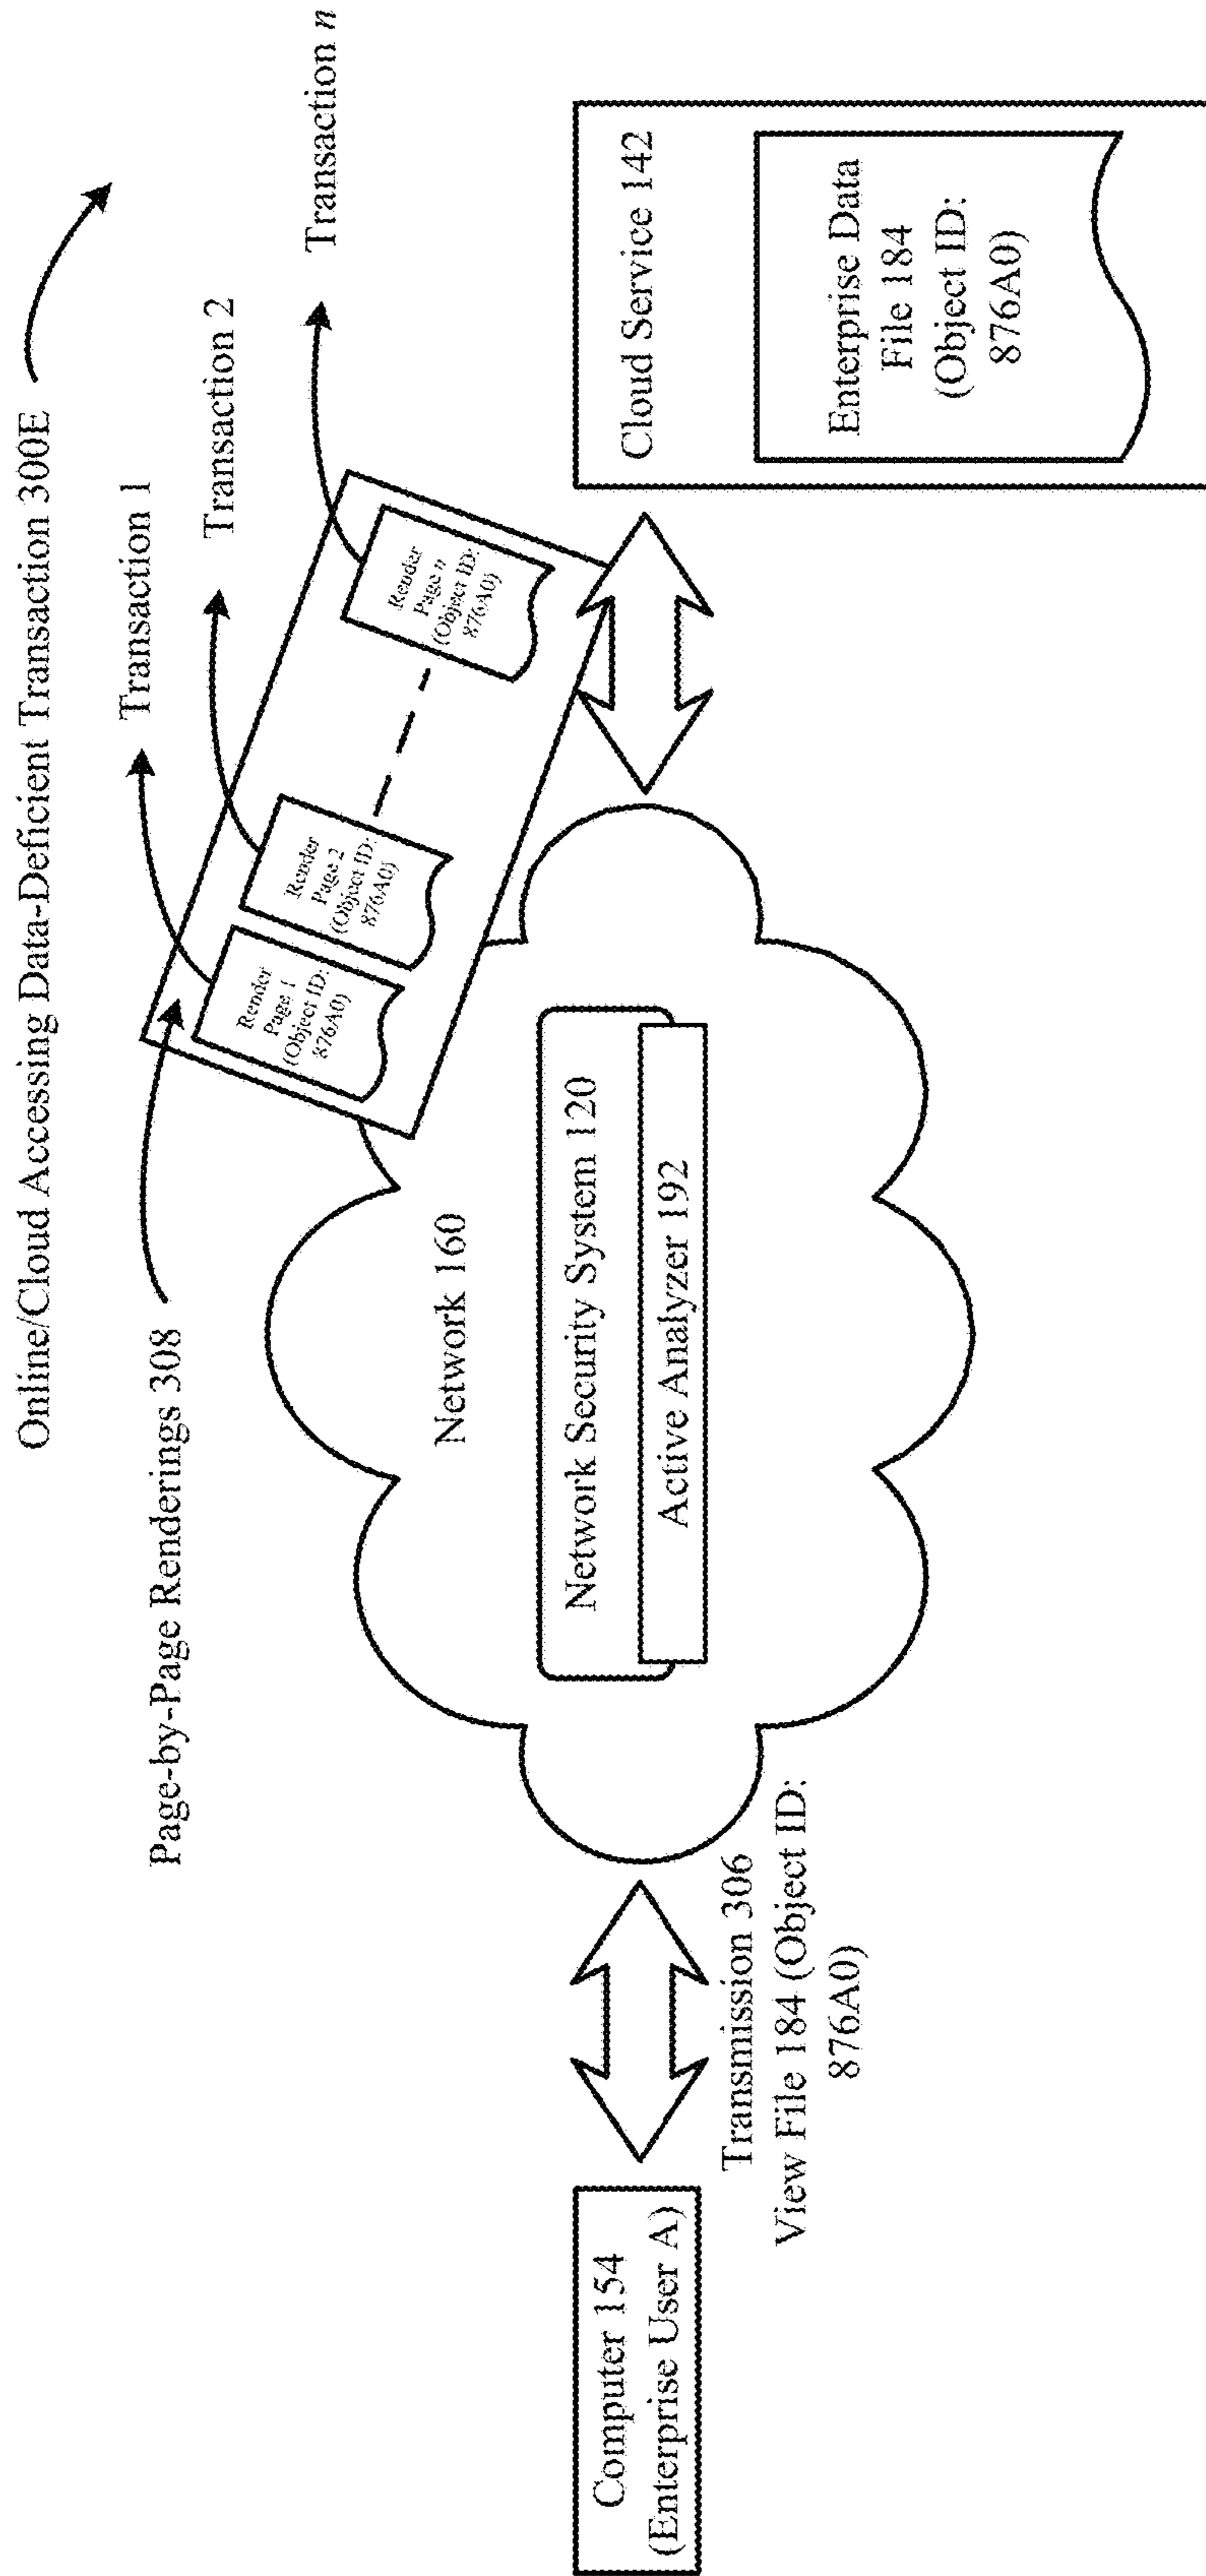 Online/Cloud Accessing Data-Deficient Transaction 300E
Page-by-Page Renderings 308
Transaction 1
Transaction 2
Transaction n
Render
Page 1
(Object ID:
876A0)
Render
Page 2
(Object ID:
876A0)
Render
Page n
(Object ID:
876A0)
Network 160
Network Security System 120
Active Analyzer 192
Computer 154
(Enterprise User A)
Transmission 306
View File 184 (Object ID:
876A0)
Cloud Service 142
Enterprise Data
File 184
(Object ID:
876A0)